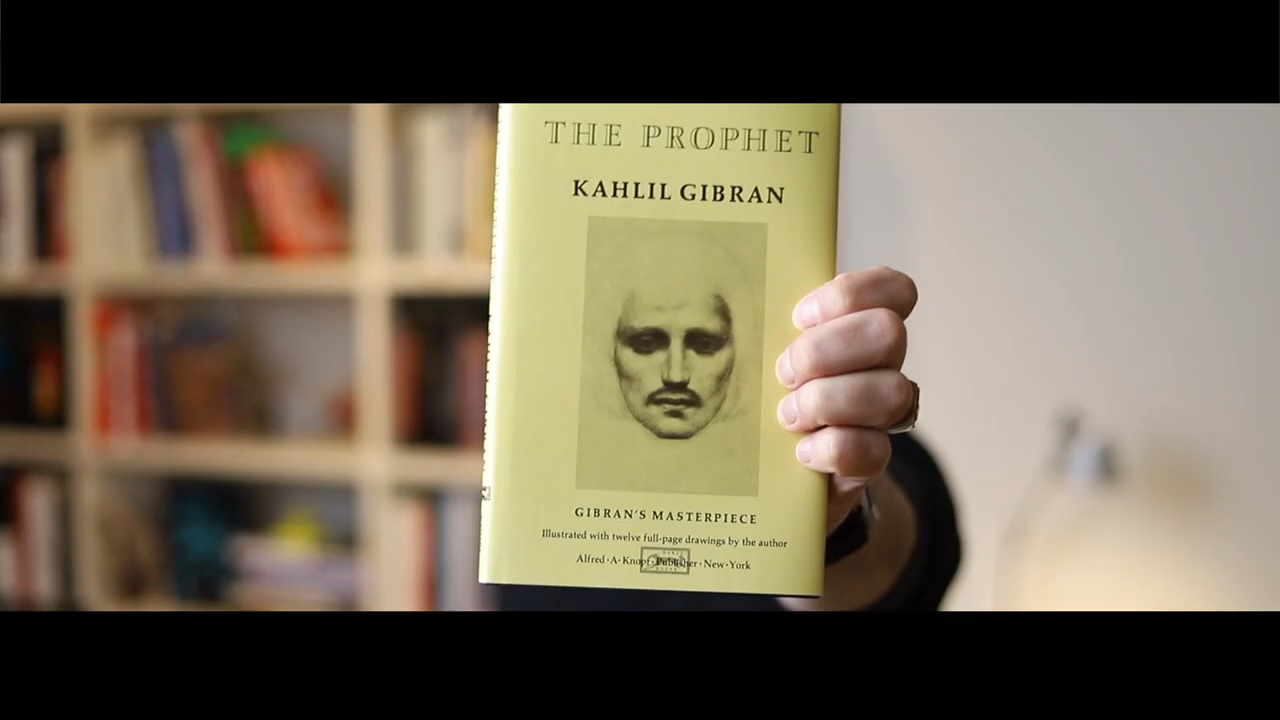 THE PROPHET
KAHLIL GIBRAN
GIBRAN'S MASTERPIECE
Illustrated with twelve full-page drawings by the author
Alfred·A·Knopf·Publisher·New·York